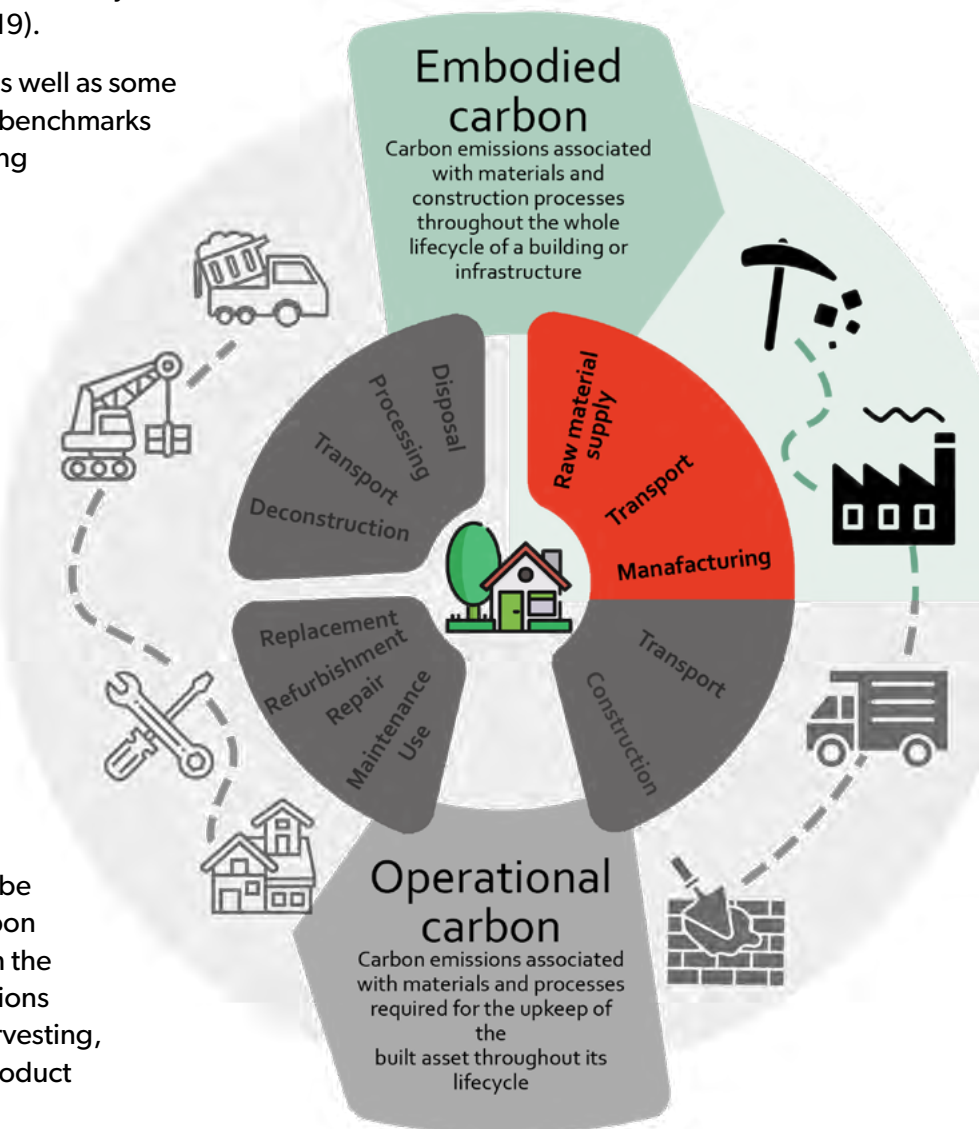 19).
s well as some
benchmarks
ng
Embodied
carbon
Carbon emissions associated
with materials and
construction processes
throughout the whole
lifecycle of a building or
infrastructure
Raw material
supply
Transport
Manafacturing
Transport
Construction
Disposal
Processing
Transport
Deconstruction
Replacement
Refurbishment
Repair
Maintenance
Use
Operational
carbon
Carbon emissions associated
with materials and processes
required for the upkeep of
the
built asset throughout its
lifecycle
be
bon
n the
ions
rvesting,
oduct